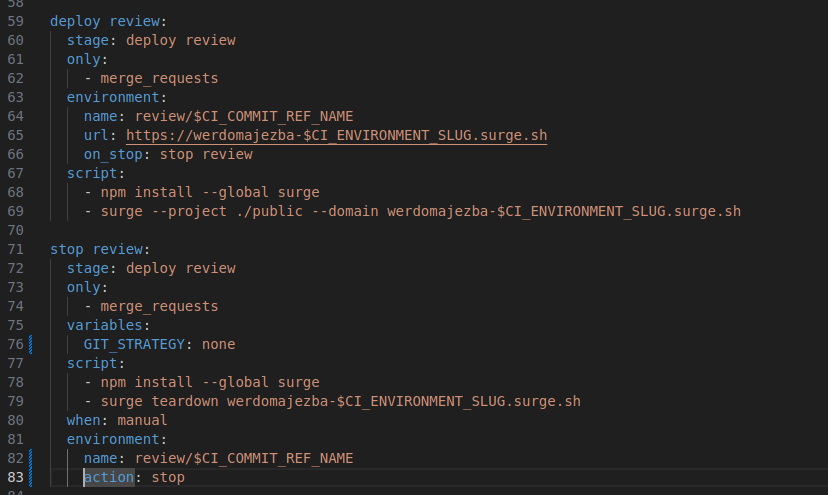 58
59 deploy review:
60   stage: deploy review
61   only:
62     - merge_requests
63   environment:
64     name: review/$CI_COMMIT_REF_NAME
65     url: https://werdomajezba-$CI_ENVIRONMENT_SLUG.surge.sh
66     on_stop: stop review
67   script:
68     - npm install --global surge
69     - surge --project ./public --domain werdomajezba-$CI_ENVIRONMENT_SLUG.surge.sh
70
71 stop review:
72   stage: deploy review
73   only:
74     - merge_requests
75   variables:
76     GIT_STRATEGY: none
77   script:
78     - npm install --global surge
79     - surge teardown werdomajezba-$CI_ENVIRONMENT_SLUG.surge.sh
80   when: manual
81   environment:
82     name: review/$CI_COMMIT_REF_NAME
83     action: stop
84